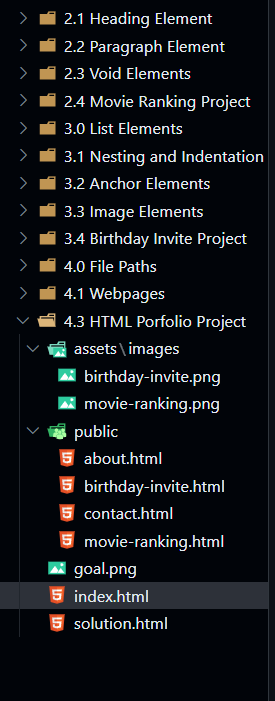 2.1 Heading Element
2.2 Paragraph Element
2.3 Void Elements
2.4 Movie Ranking Project
3.0 List Elements
3.1 Nesting and Indentation
3.2 Anchor Elements
3.3 Image Elements
3.4 Birthday Invite Project
4.0 File Paths
4.1 Webpages
4.3 HTML Porfolio Project
assets\images
birthday-invite.png
movie-ranking.png
public
about.html
birthday-invite.html
contact.html
movie-ranking.html
goal.png
index.html
solution.html